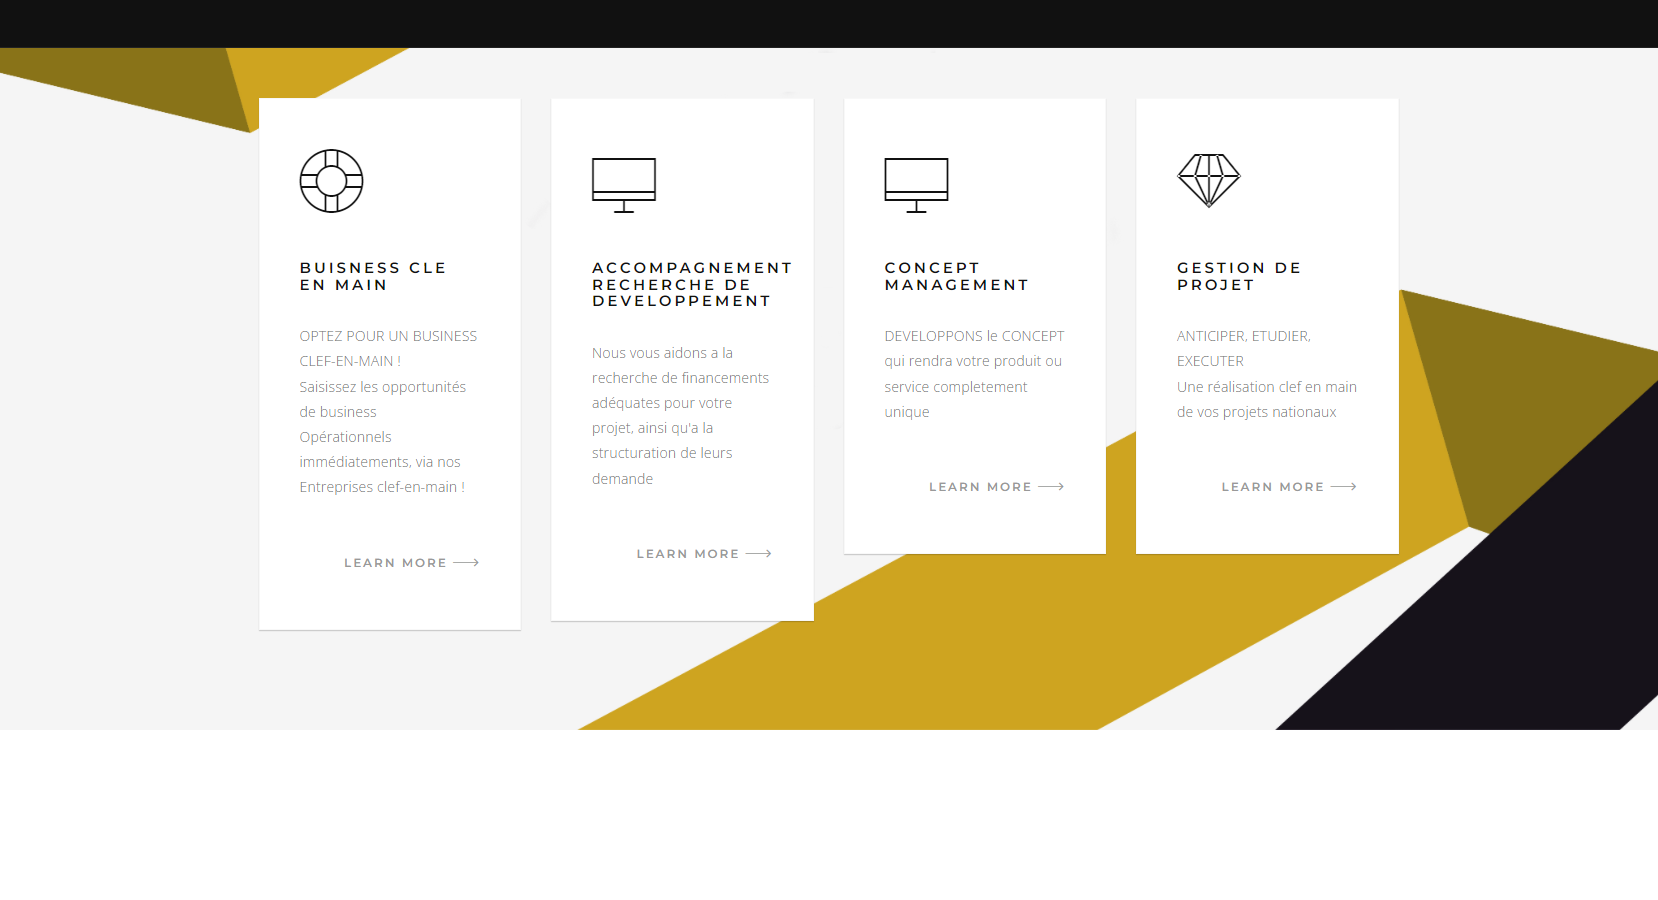 BUISNESS CLE
EN MAIN
OPTEZ POUR UN BUSINESS
CLEF-EN-MAIN !
Saisissez les opportunités
de business
Opérationnels
immédiatements, via nos
Entreprises clef-en-main !
LEARN MORE
ACCOMPAGNEMENT
RECHERCHE DE
DEVELOPPEMENT
Nous vous aidons a la
recherche de financements
adéquates pour votre
projet, ainsi qu'a la
structuration de leurs
demande
LEARN MORE
CONCEPT
MANAGEMENT
DEVELOPPONS le CONCEPT
qui rendra votre produit ou
service completement
unique
LEARN MORE
GESTION DE
PROJET
ANTICIPER, ETUDIER,
EXECUTER
Une réalisation clef en main
de vos projets nationaux
LEARN MORE